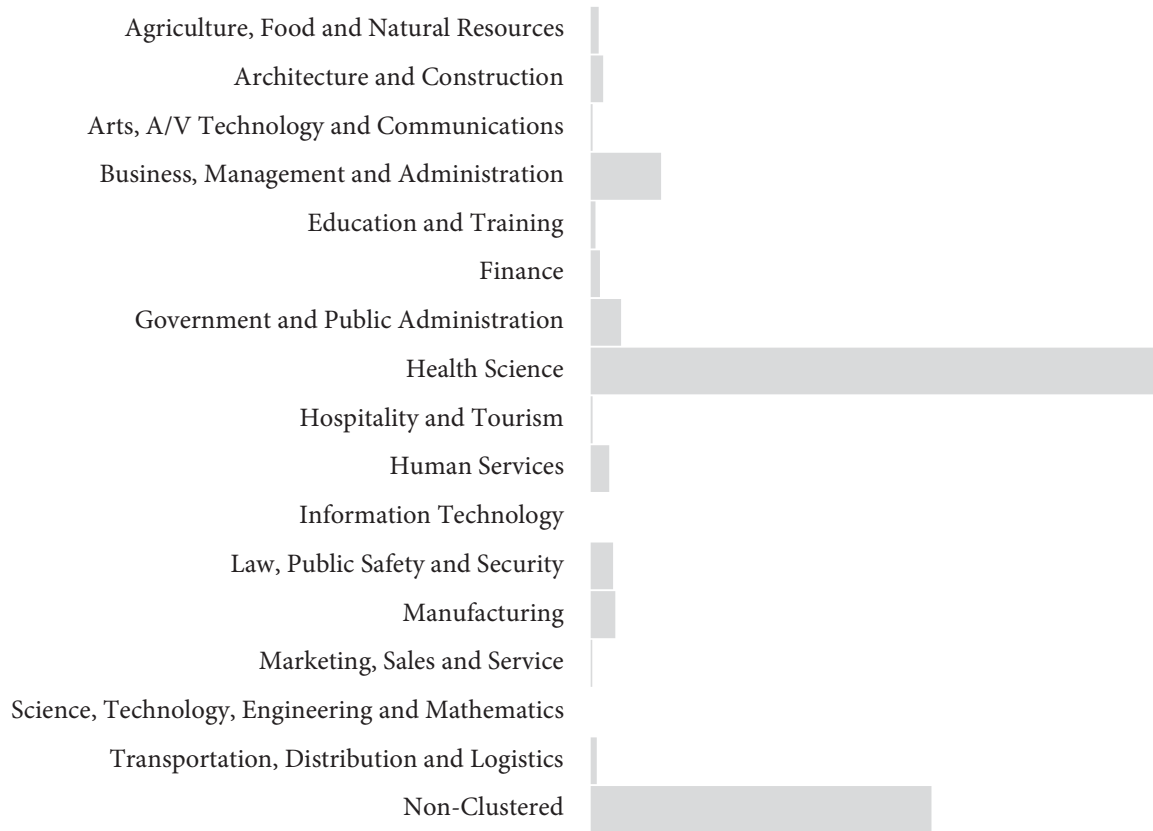 Agriculture, Food and Natural Resources
Architecture and Construction
Arts, A/V Technology and Communications
Business, Management and Administration
Education and Training
Finance
Government and Public Administration
Health Science
Hospitality and Tourism
Human Services
Information Technology
Law, Public Safety and Security
Manufacturing
Marketing, Sales and Service
Science, Technology, Engineering and Mathematics
Transportation, Distribution and Logistics
Non-Clustered